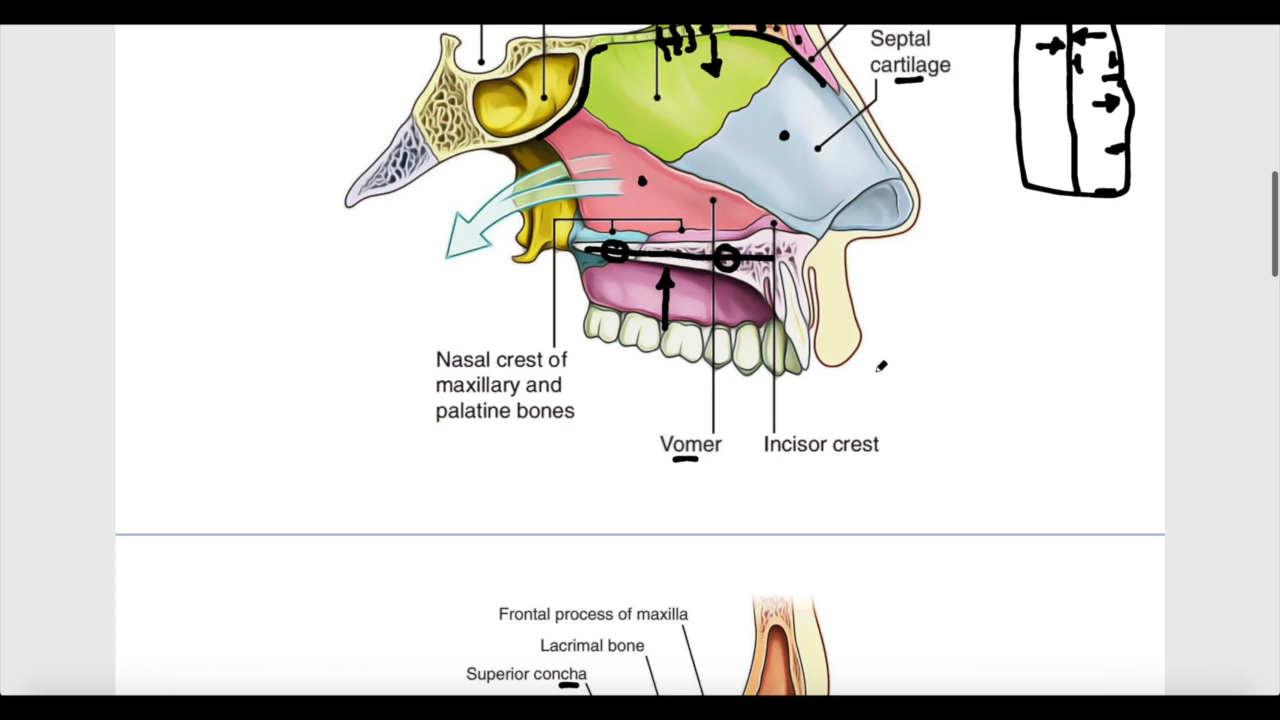 Septal
cartilage
Nasal crest of
maxillary and
palatine bones
Vomer
Incisor crest
Frontal process of maxilla
Lacrimal bone
Superior concha